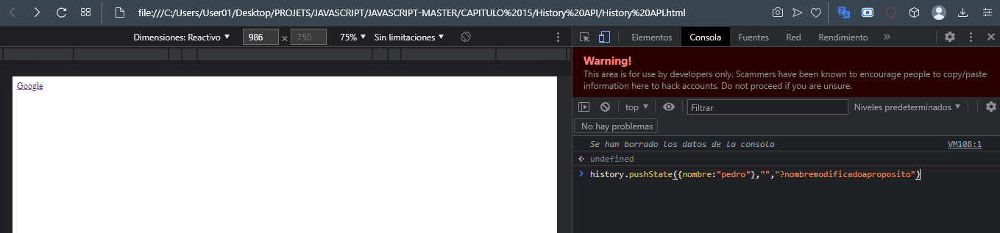 file:///C:/Users/User01/Desktop/PROJETS/JAVASCRIPT/JAVASCRIPT-MASTER/CAPITULO%2015/History%20API/History%20API.html
Dimensiones: Reactivo ▼ 986 × 750 75% ▼ Sin limitaciones ▼
Elementos Consola Fuentes Red Rendimiento »
Google
Warning!
This area is for use by developers only. Scammers have been known to encourage people to copy/paste
information here to hack accounts. Do not proceed if you are unsure.
top ▼ Filtrar Niveles predeterminados ▼
No hay problemas
Se han borrado los datos de la consola VM108:1
undefined
history.pushState({nombre:"pedro"},"","?nombremodificadoaproposito")